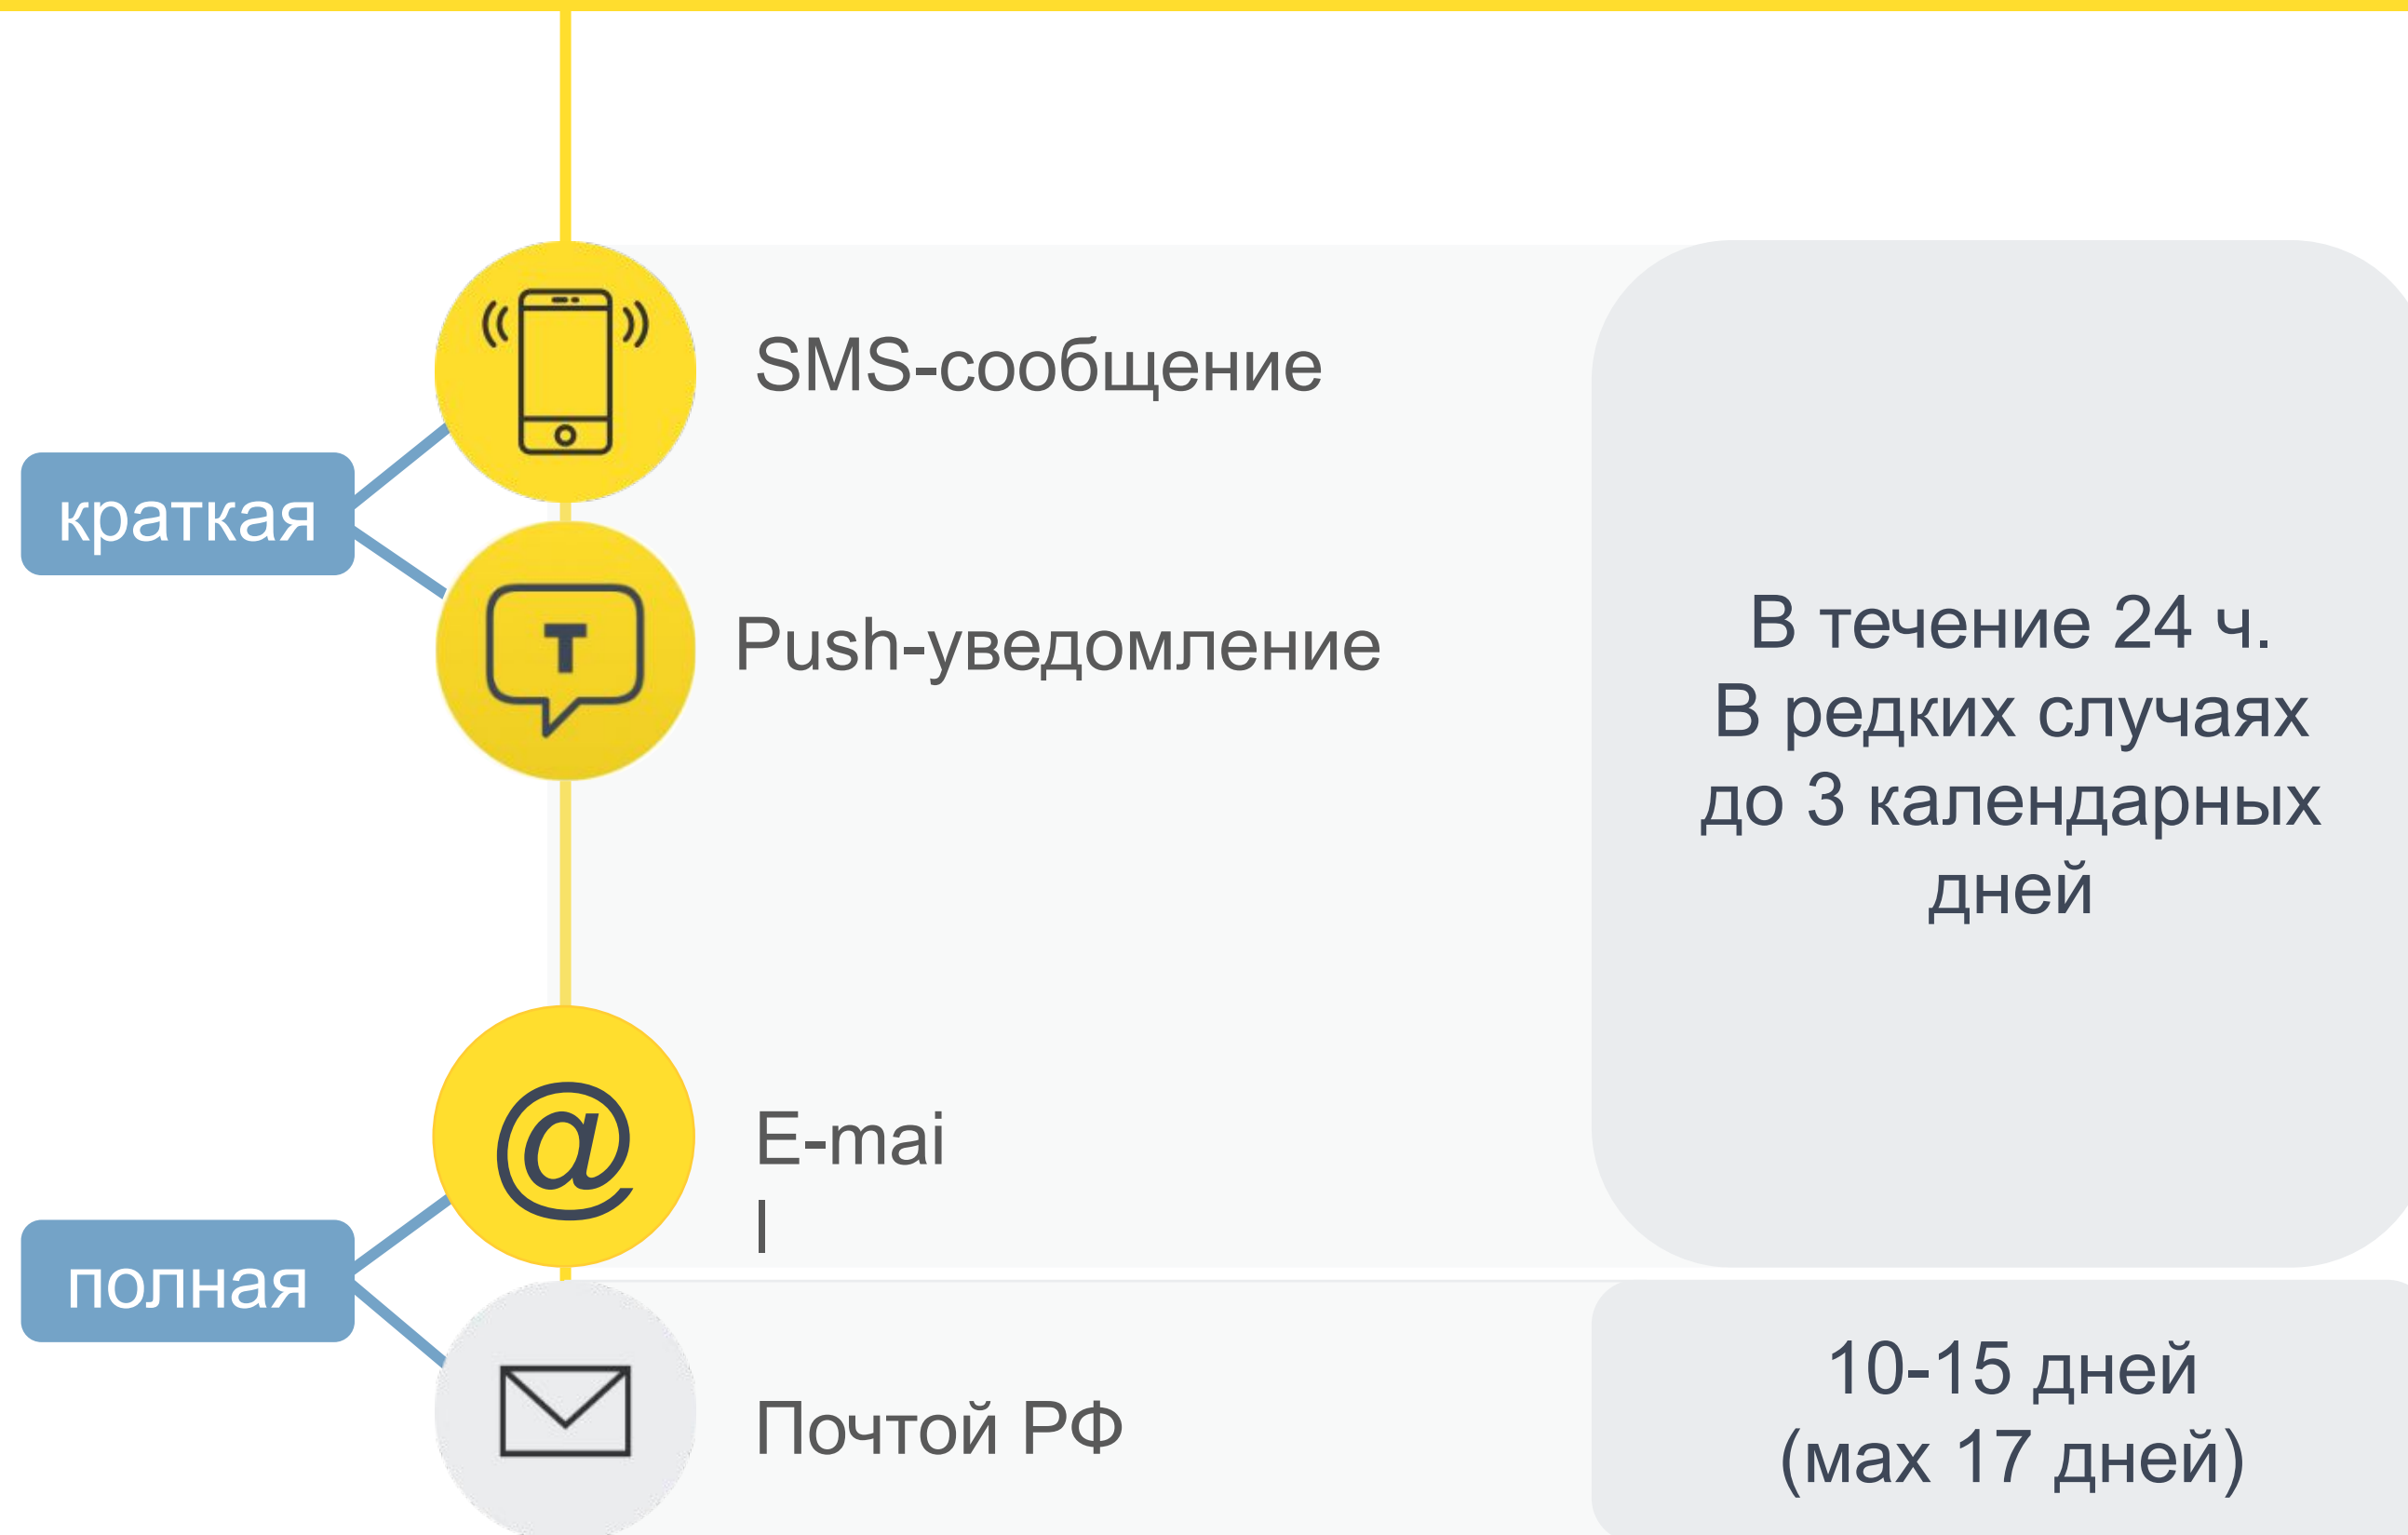 SMS-сообщение
краткая
T
Push-уведомление
В течение 24 ч.
В редких случаях
до 3 календарных
дней
@
E-mai
l
полная
Почтой РФ
10-15 дней
(мах 17 дней)